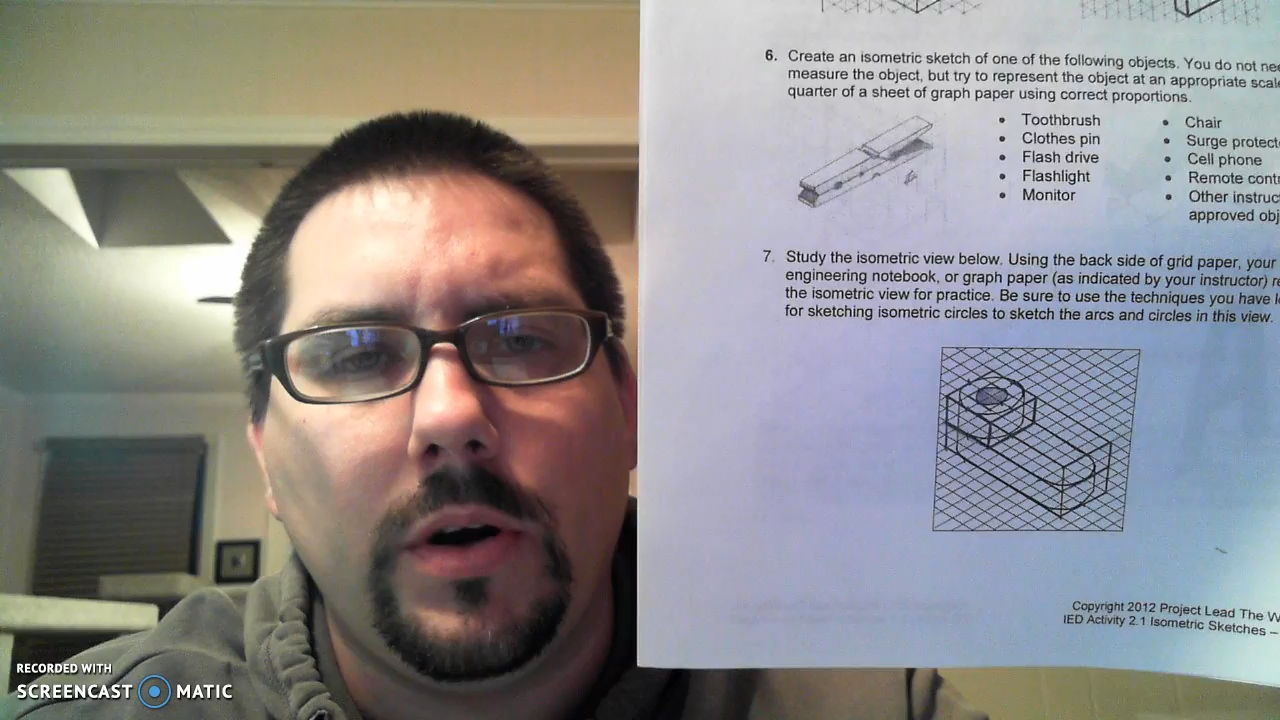 6. Create an isometric sketch of one of the following objects. You do not
measure the object, but try to represent the object at an appropriate
quarter of a sheet of graph paper using correct proportions.
• Toothbrush
• Clothes pin
• Flash drive
• Flashlight
• Monitor
• Chair
• Surge
• Cell phone
• Remote
• Other
approved
7. Study the isometric view below. Using the back side of grid paper, your
engineering notebook, or graph paper (as indicated by your instructor)
the isometric view for practice. Be sure to use the techniques you have
for sketching isometric circles to sketch the arcs and circles in this view.
Copyright 2012 Project Lead The
IED Activity 2.1 Isometric Sketches –
RECORDED WITH
SCREENCAST MATIC